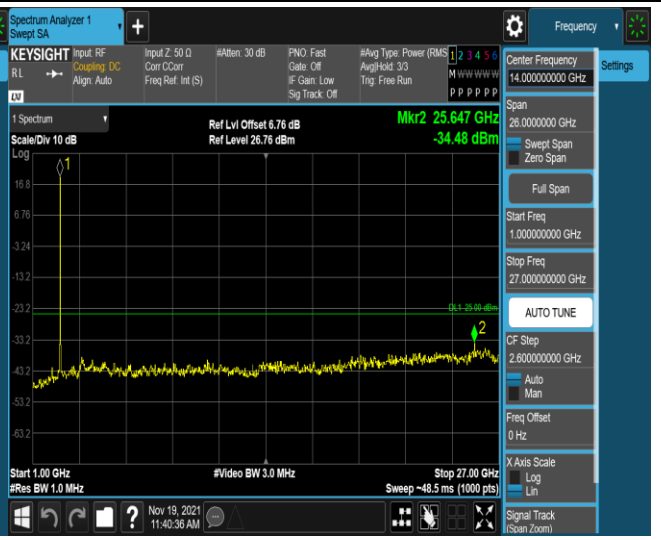 Spectrum Analyzer 1
Swept SA
Frequency
KEYSIGHT
RL
LXI
Input: RF
Coupling: DC
Align: Auto
Input Z: 50 Ω
Corr CCorr
Freq Ref: Int (S)
#Atten: 30 dB
PNO: Fast
Gate: Off
IF Gain: Low
Sig Track: Off
#Avg Type: Power (RMS
Avg|Hold: 3/3
Trig: Free Run
1 2 3 4 5 6
M W W W W W
P P P P P P
1 Spectrum
Scale/Div 10 dB
Ref Lvl Offset 6.76 dB
Ref Level 26.76 dBm
Mkr2 25.647 GHz
-34.48 dBm
Log
1
16.8
6.76
-3.24
-13.2
-23.2
DL1 -25.00 dBm
2
-33.2
-43.2
-53.2
-63.2
Start 1.00 GHz
#Video BW 3.0 MHz
Stop 27.00 GHz
#Res BW 1.0 MHz
Sweep ~48.5 ms (1000 pts)
Nov 19, 2021
11:40:36 AM
Center Frequency
14.000000000 GHz
Settings
Span
26.0000000 GHz
Swept Span
Zero Span
Full Span
Start Freq
1.000000000 GHz
Stop Freq
27.000000000 GHz
AUTO TUNE
CF Step
2.600000000 GHz
Auto
Man
Freq Offset
0 Hz
X Axis Scale
Log
Lin
Signal Track
(Span Zoom)